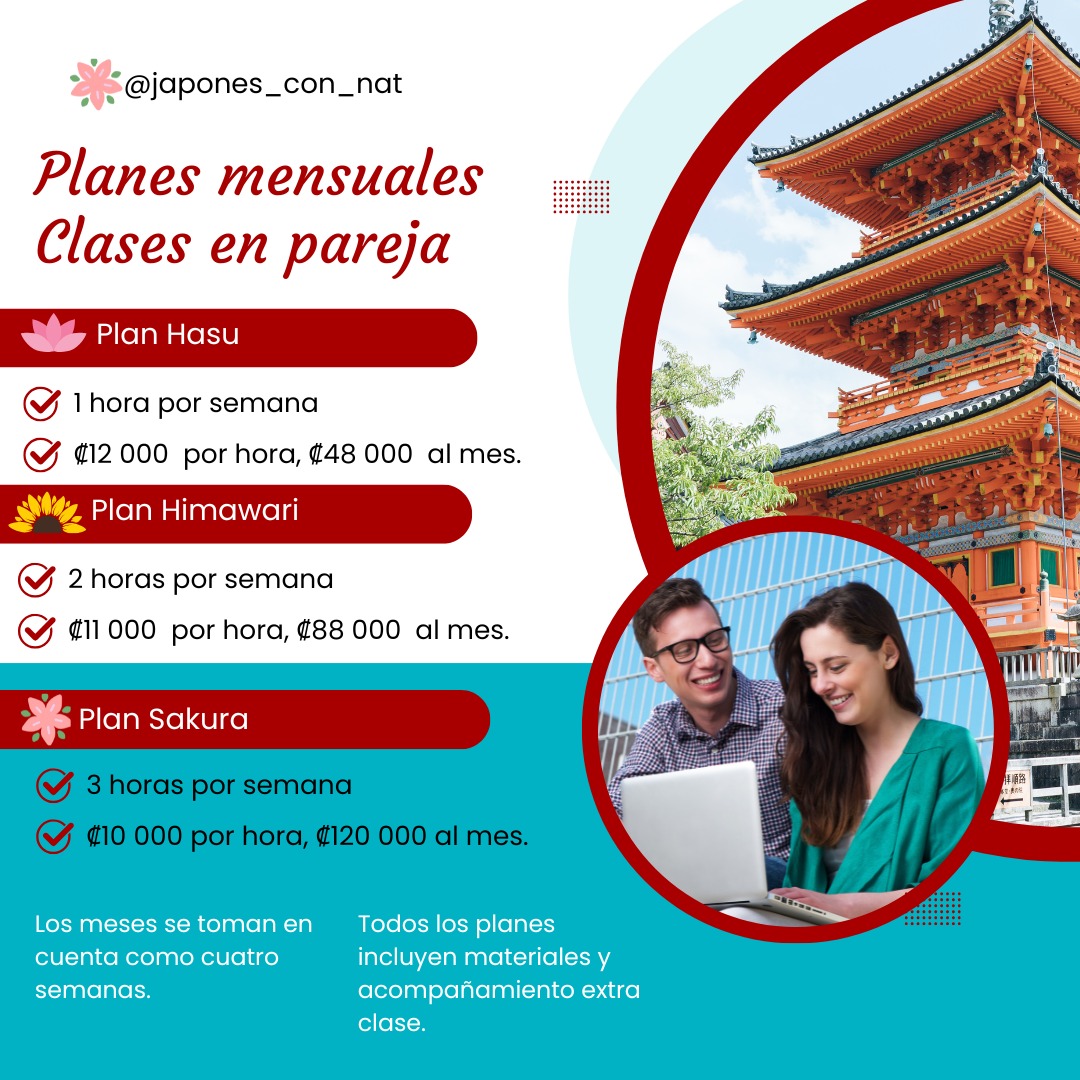 @japones_con_nat
Planes mensuales
Clases en pareja
Plan Hasu
1 hora por semana
₡12 000 por hora, ₡48 000 al mes.
Plan Himawari
2 horas por semana
₡11 000 por hora, ₡88 000 al mes.
Plan Sakura
3 horas por semana
₡10 000 por hora, ₡120 000 al mes.
Los meses se toman en
cuenta como cuatro
semanas.
Todos los planes
incluyen materiales y
acompañamiento extra
clase.